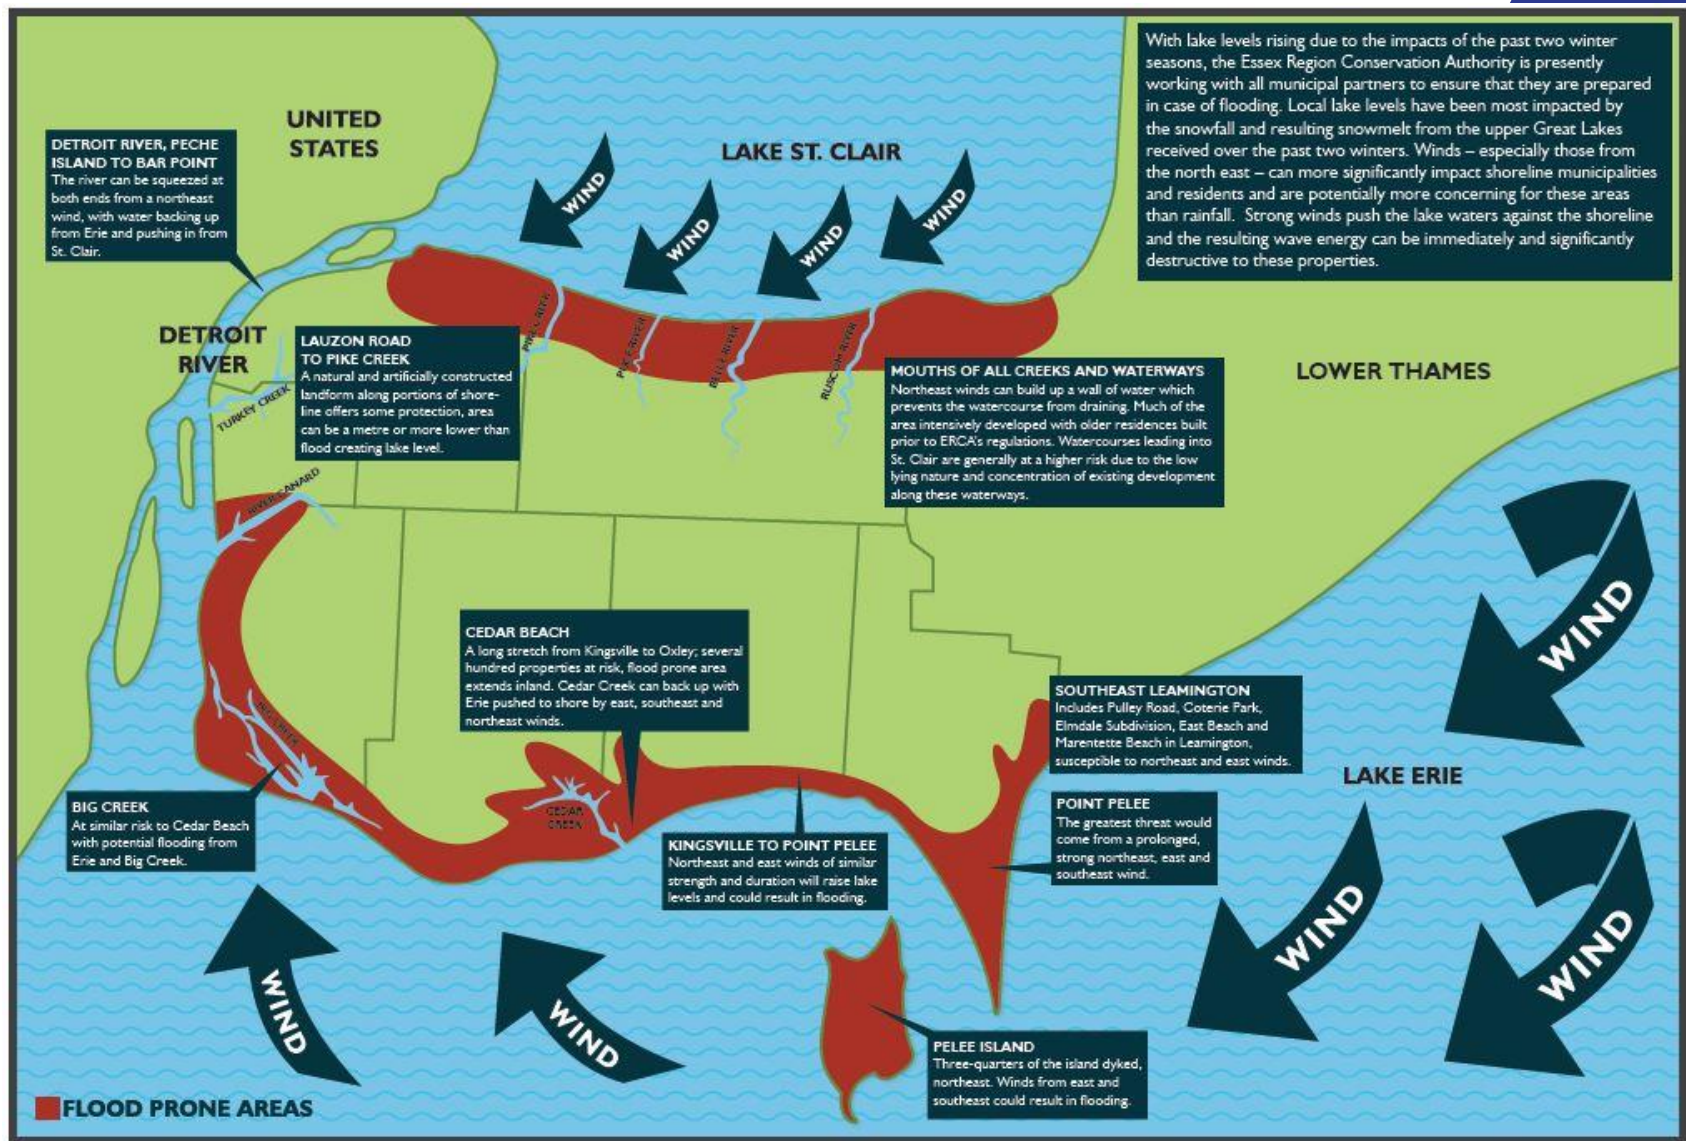 With lake levels rising due to the impacts of the past two winter
seasons, the Essex Region Conservation Authority is presently
working with all municipal partners to ensure that they are prepared
in case of flooding. Local lake levels have been most impacted by
the snowfall and resulting snowmelt from the upper Great Lakes
received over the past two winters. Winds – especially those from
the north east – can more significantly impact shoreline municipalities
and residents and are potentially more concerning for these areas
than rainfall. Strong winds push the lake waters against the shoreline
and the resulting wave energy can be immediately and significantly
destructive to these properties.
UNITED
STATES
DETROIT RIVER, PECHE
ISLAND TO BAR POINT
The river can be squeezed at
both ends from a northeast
wind, with water backing up
from Erie and pushing in from
St. Clair.
LAKE ST. CLAIR
WIND
WIND
WIND
WIND
DETROIT
RIVER
LAUZON ROAD
TO PIKE CREEK
A natural and artificially constructed
landform along portions of shore-
line offers some protection, area
can be a metre or more lower than
flood creating lake level.
TURKEY CREEK
PIKE CREEK
PUCE RIVER
BELLE RIVER
RUSCOM RIVER
MOUTHS OF ALL CREEKS AND WATERWAYS
Northeast winds can build up a wall of water which
prevents the watercourse from draining. Much of the
area intensively developed with older residences built
prior to ERCA's regulations. Watercourses leading into
St. Clair are generally at a higher risk due to the low
lying nature and concentration of existing development
along these waterways.
LOWER THAMES
RIVER CANARD
CEDAR BEACH
A long stretch from Kingsville to Oxley; several
hundred properties at risk, flood prone area
extends inland. Cedar Creek can back up with
Erie pushed to shore by east, southeast and
northeast winds.
SOUTHEAST LEAMINGTON
Includes Pulley Road, Coterie Park,
Elmdale Subdivision, East Beach and
Marentette Beach in Leamington,
susceptible to northeast and east winds.
WIND
LAKE ERIE
BIG CREEK
BIG CREEK
At similar risk to Cedar Beach
with potential flooding from
Erie and Big Creek.
CEDAR
CREEK
KINGSVILLE TO POINT PELEE
Northeast and east winds of similar
strength and duration will raise lake
levels and could result in flooding.
POINT PELEE
The greatest threat would
come from a prolonged,
strong northeast, east and
southeast wind.
WIND
WIND
WIND
WIND
PELEE ISLAND
Three-quarters of the island dyked,
northeast. Winds from east and
southeast could result in flooding.
FLOOD PRONE AREAS